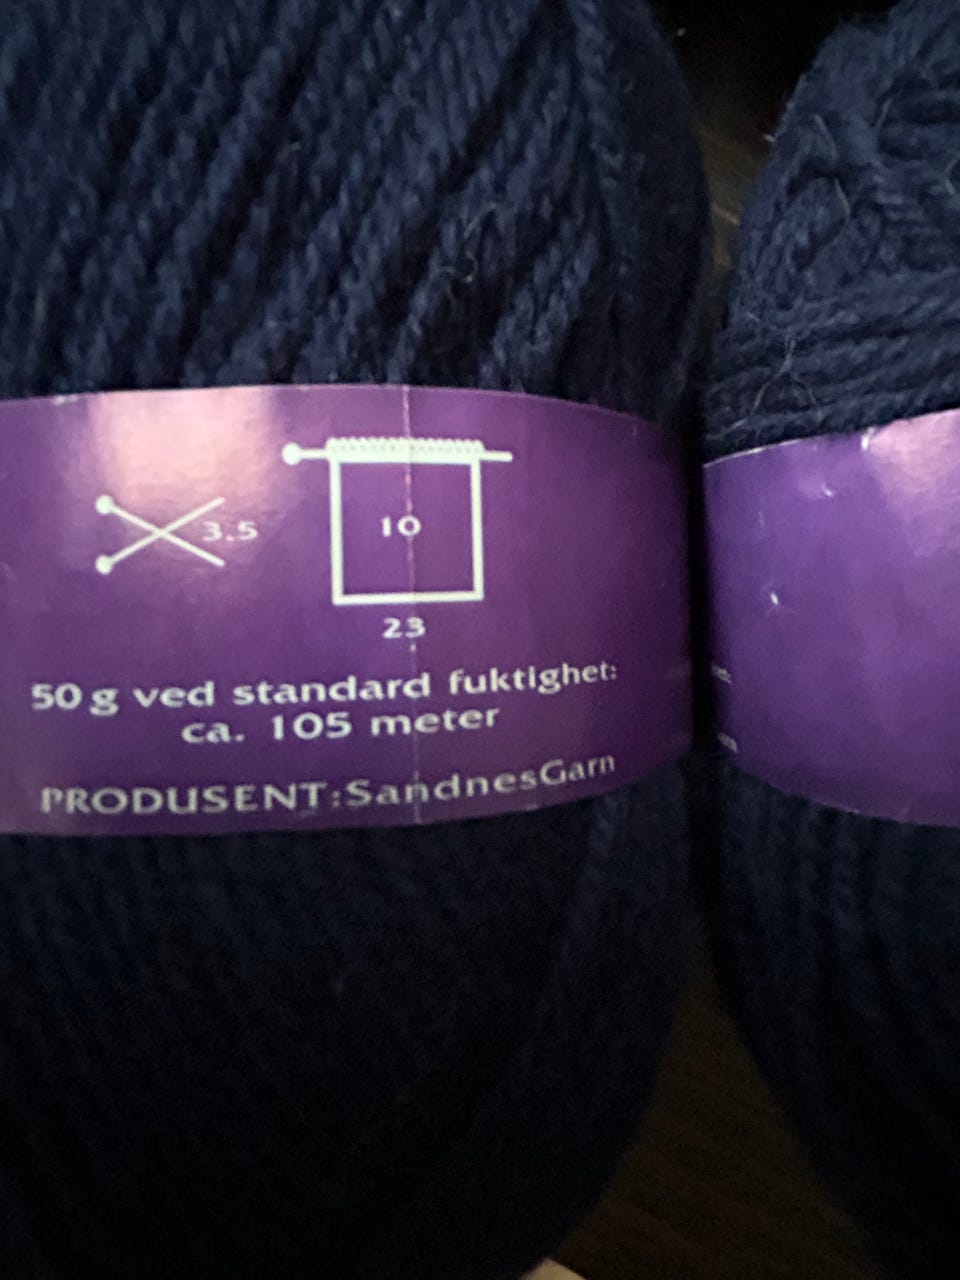 3.5
10
23
50 g ved standard fuktighet:
ca. 105 meter
PRODUSENT:SandnesGarn